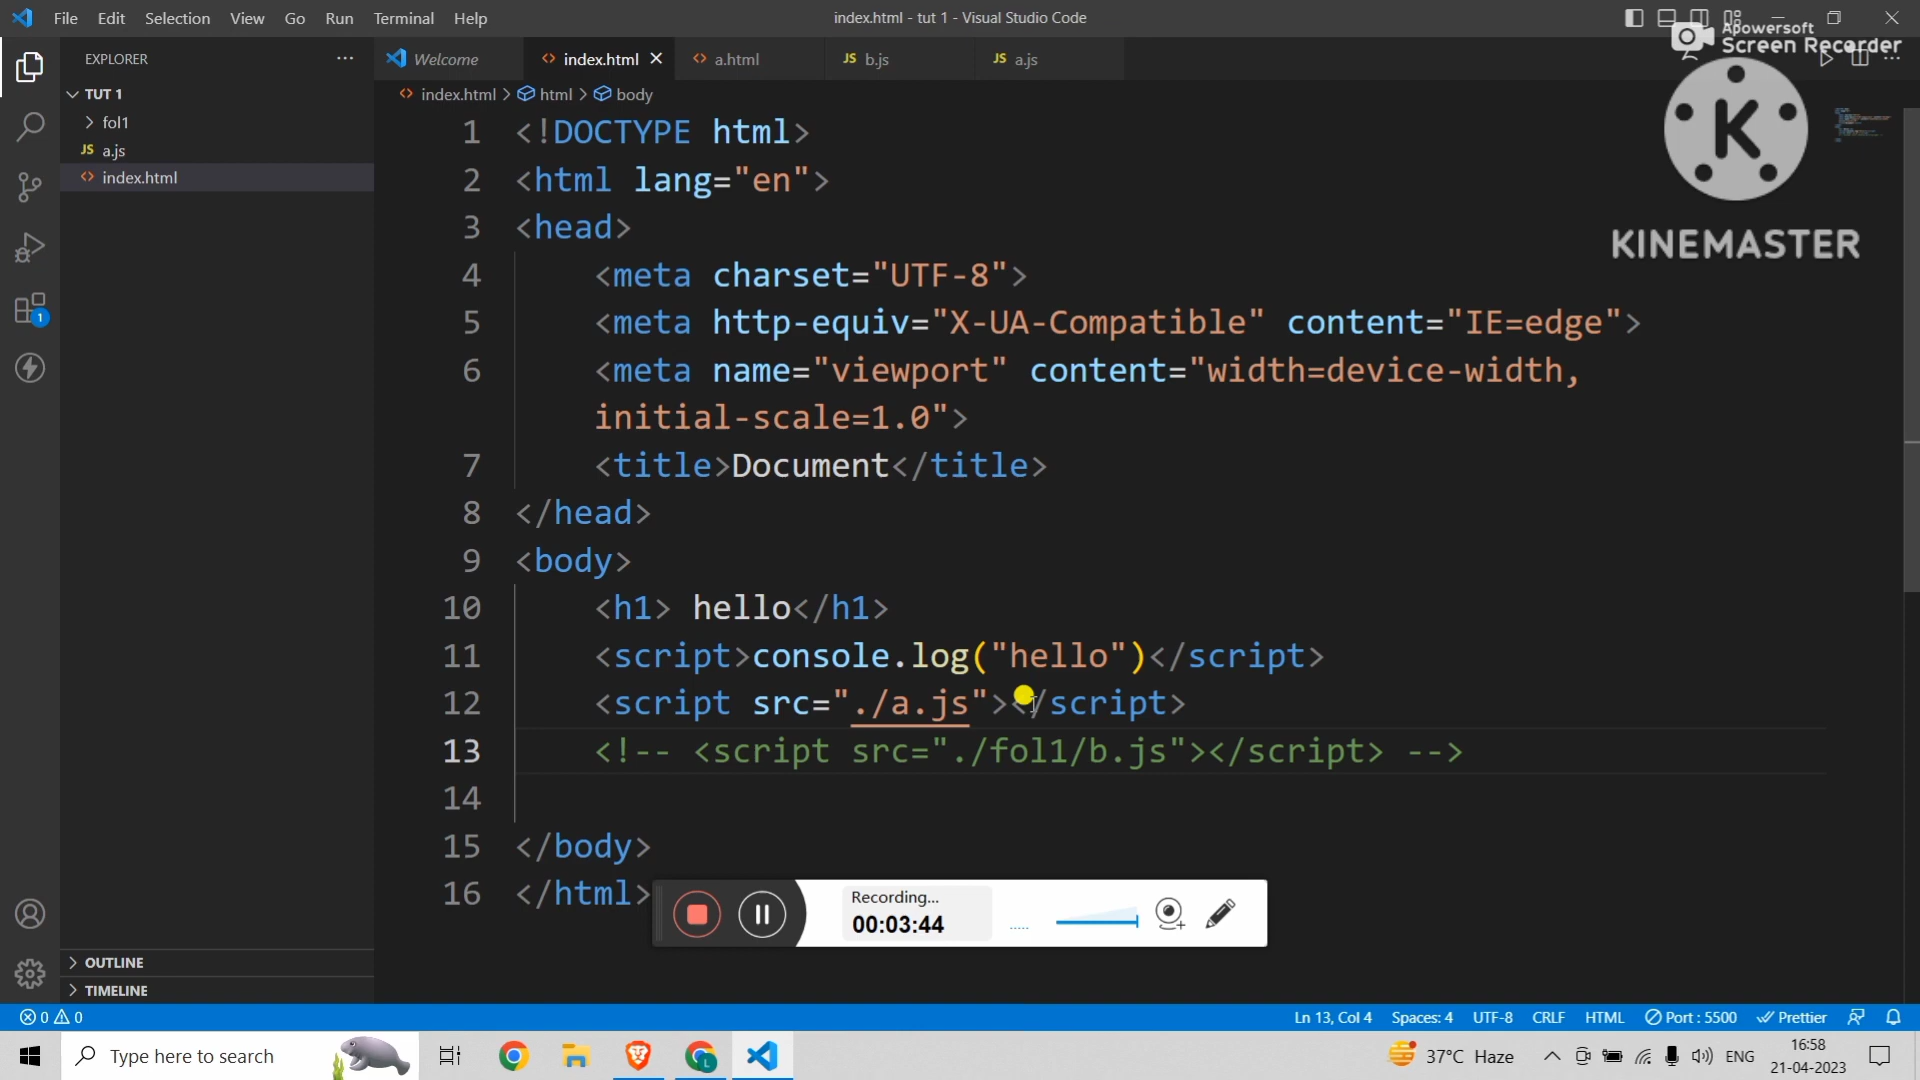 File Edit Selection View Go Run Terminal Help
index.html - tut 1 - Visual Studio Code
Apowersoft
Screen Recorder
EXPLORER
Welcome
index.html
a.html
JS b.js
JS a.js
TUT 1
index.html > html > body
fol1
JS a.js
index.html
K
KINEMASTER
1 <!DOCTYPE html>
2 <html lang="en">
3 <head>
4 <meta charset="UTF-8">
5 <meta http-equiv="X-UA-Compatible" content="IE=edge">
6 <meta name="viewport" content="width=device-width,
initial-scale=1.0">
7 <title>Document</title>
8 </head>
9 <body>
10 <h1> hello</h1>
11 <script>console.log("hello")</script>
12 <script src="./a.js"></script>
13 <!-- <script src="./fol1/b.js"></script> -->
14
15 </body>
16 </html>
1
Recording...
00:03:44
OUTLINE
TIMELINE
0 0
Ln 13, Col 4 Spaces: 4 UTF-8 CRLF HTML Port : 5500 Prettier
Type here to search
L
37°C Haze
ENG
16:58
21-04-2023